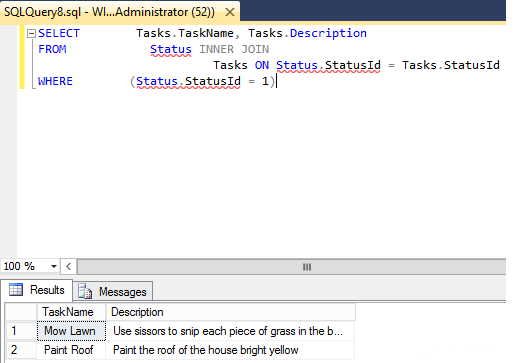 SQLQuery8.sql - WI...Administrator (52)) ×
SELECT Tasks.TaskName, Tasks.Description
FROM Status INNER JOIN
Tasks ON Status.StatusId = Tasks.StatusId
WHERE (Status.StatusId = 1)
100 %
Results Messages
TaskName Description
1 Mow Lawn Use sissors to snip each piece of grass in the b...
2 Paint Roof Paint the roof of the house bright yellow